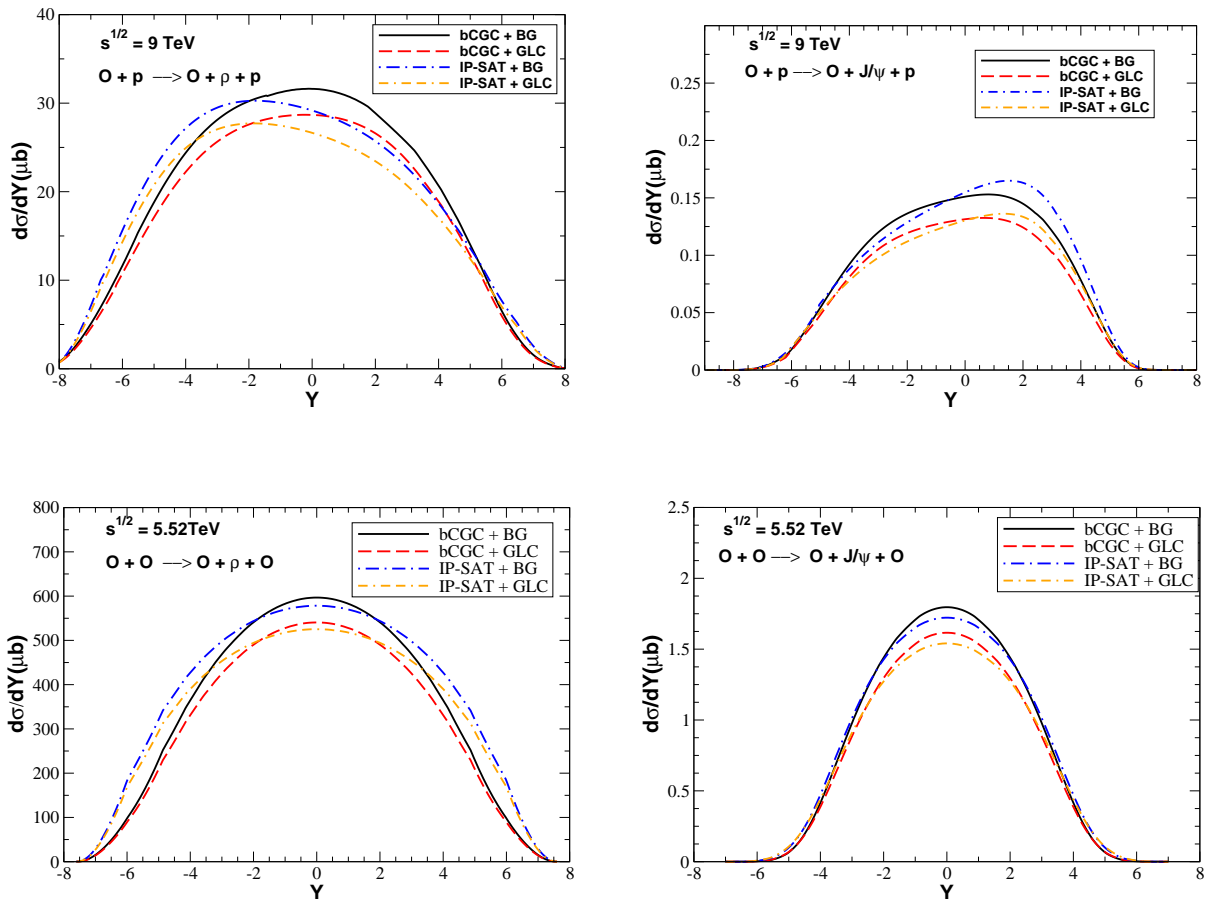 s^1/2 = 9 TeV
O + p —> O + ρ + p
bCGC + BG
bCGC + GLC
IP-SAT + BG
IP-SAT + GLC
40
30
20
10
0
dσ/dY(μb)
-8 -6 -4 -2 0 2 4 6 8
Y
s^1/2 = 9 TeV
O + p —> O + J/ψ + p
bCGC + BG
bCGC + GLC
IP-SAT + BG
IP-SAT + GLC
0.25
0.2
0.15
0.1
0.05
0
dσ/dY(μb)
-8 -6 -4 -2 0 2 4 6 8
Y
s^1/2 = 5.52TeV
O + O —> O + ρ + O
bCGC + BG
bCGC + GLC
IP-SAT + BG
IP-SAT + GLC
800
700
600
500
400
300
200
100
0
dσ/dY(μb)
-8 -6 -4 -2 0 2 4 6 8
Y
s^1/2 = 5.52 TeV
O + O —> O + J/ψ + O
bCGC + BG
bCGC + GLC
IP-SAT + BG
IP-SAT + GLC
2.5
2
1.5
1
0.5
0
dσ/dY(μb)
-8 -6 -4 -2 0 2 4 6 8
Y